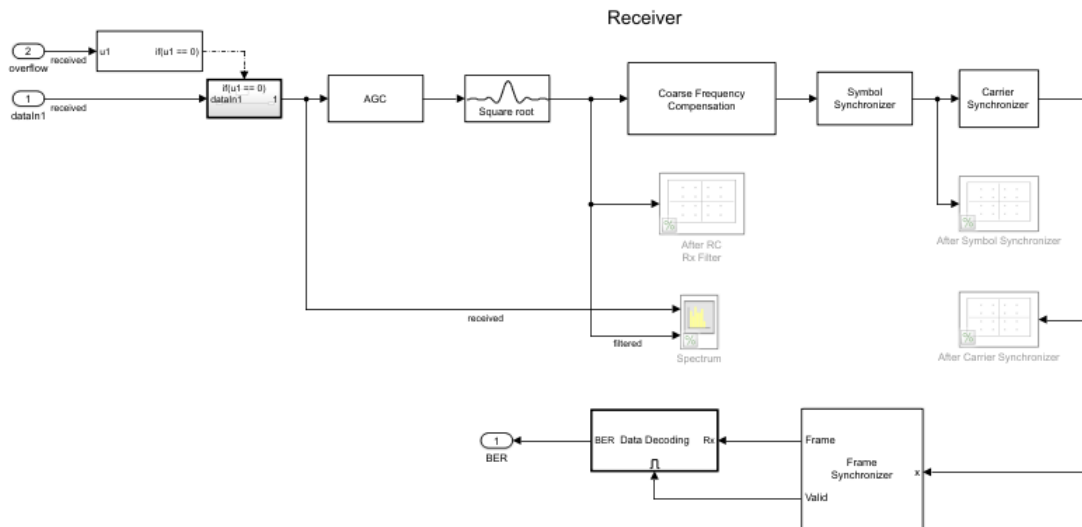 Receiver
2
overflow
received
u1
if(u1 == 0)
1
dataIn1
received
if(u1 == 0)
dataIn1
_1
AGC
Square root
Coarse Frequency
Compensation
Symbol
Synchronizer
Carrier
Synchronizer
After RC
Rx Filter
After Symbol Synchronizer
received
filtered
Spectrum
After Carrier Synchronizer
1
BER
BER
Data Decoding
Rx
Frame
Valid
Frame
Synchronizer
x